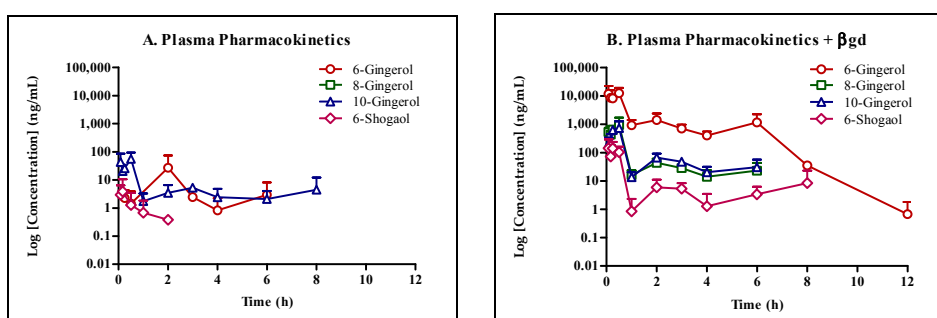 A. Plasma Pharmacokinetics
6-Gingerol
8-Gingerol
10-Gingerol
6-Shogaol
Log [Concentration] (ng/mL)
100,000
10,000
1,000
100
10
1
0.1
0.01
0 2 4 6 8 10 12
Time (h)
B. Plasma Pharmacokinetics + βgd
6-Gingerol
8-Gingerol
10-Gingerol
6-Shogaol
Log [Concentration] (ng/mL)
100,000
10,000
1,000
100
10
1
0.1
0.01
0 2 4 6 8 10 12
Time (h)